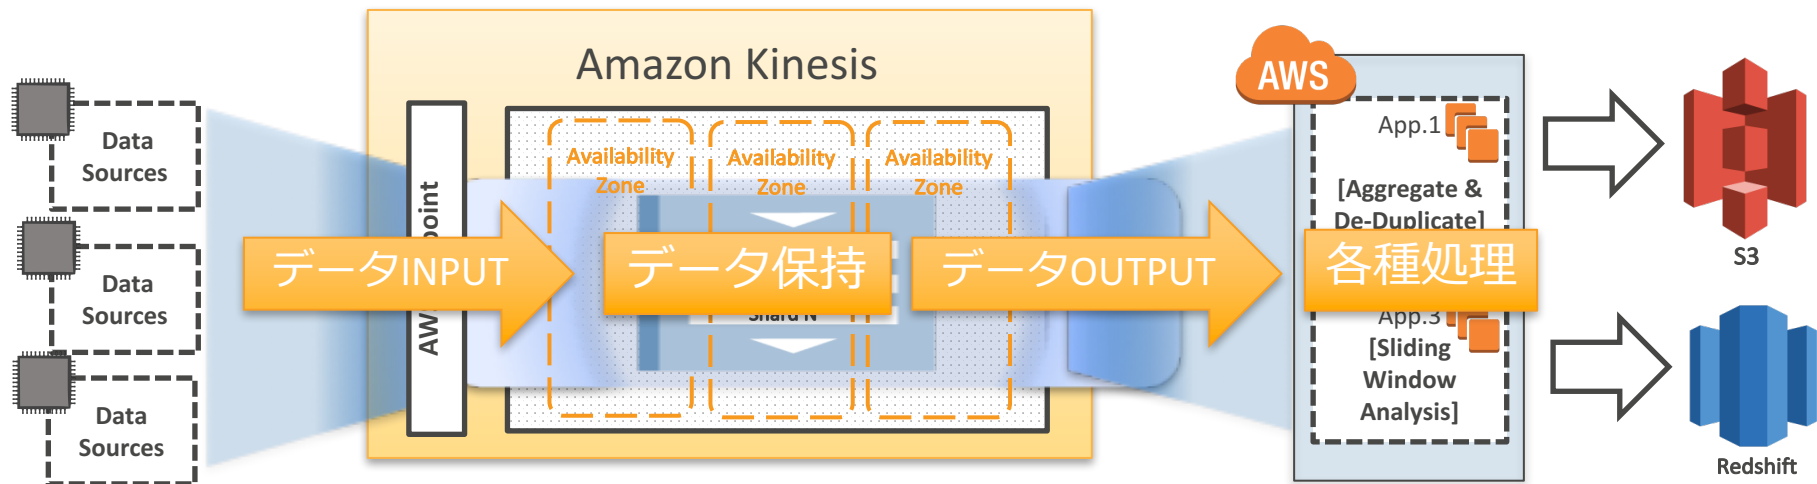 Amazon Kinesis
Data
Sources
Data
Sources
Data
Sources
データINPUT
Availability
Zone
Availability
Zone
Availability
Zone
データ保持
Shard N
データOUTPUT
AWS
App.1
[Aggregate &
De-Duplicate]
各種処理
App.3
[Sliding
Window
Analysis]
S3
Redshift